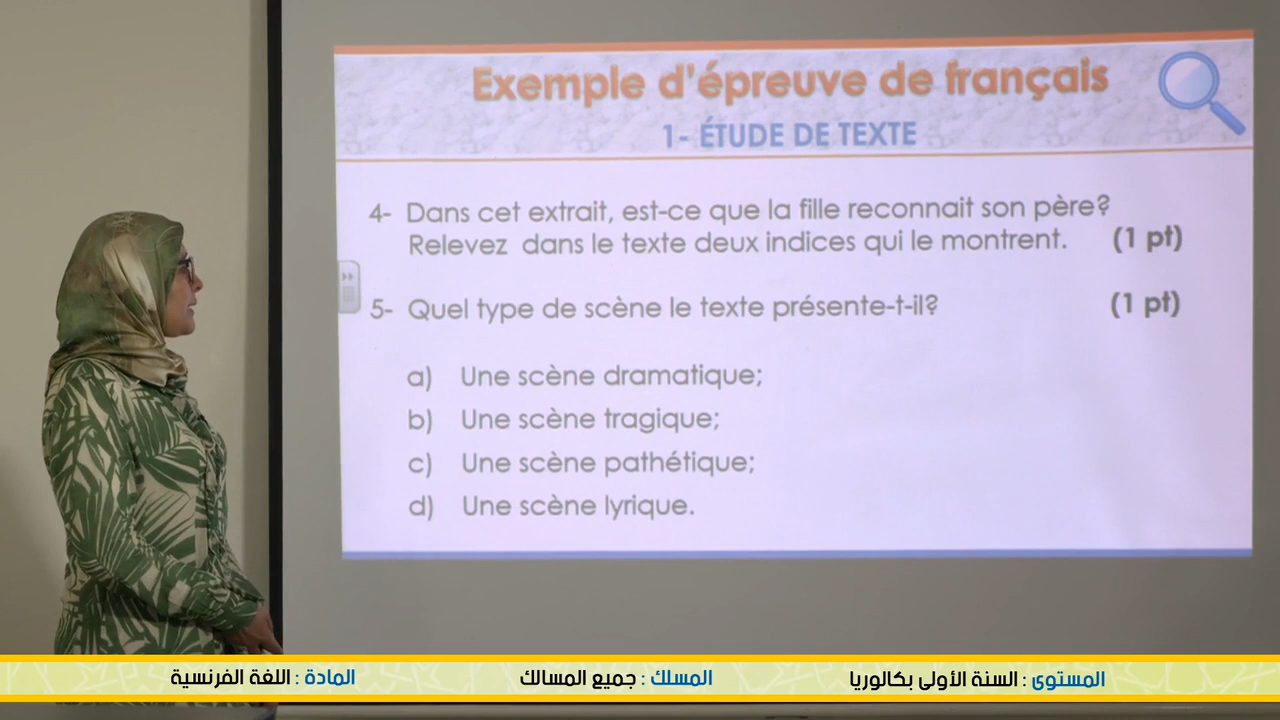 Exemple d'épreuve de français
1- ÉTUDE DE TEXTE
4- Dans cet extrait, est-ce que la fille reconnait son père?
Relevez dans le texte deux indices qui le montrent. (1 pt)
5- Quel type de scène le texte présente-t-il? (1 pt)
a) Une scène dramatique;
b) Une scène tragique;
c) Une scène pathétique;
d) Une scène lyrique.
المستوى : السنة الأولى بكالوريا المسلك : جميع المسالك المادة : اللغة الفرنسية